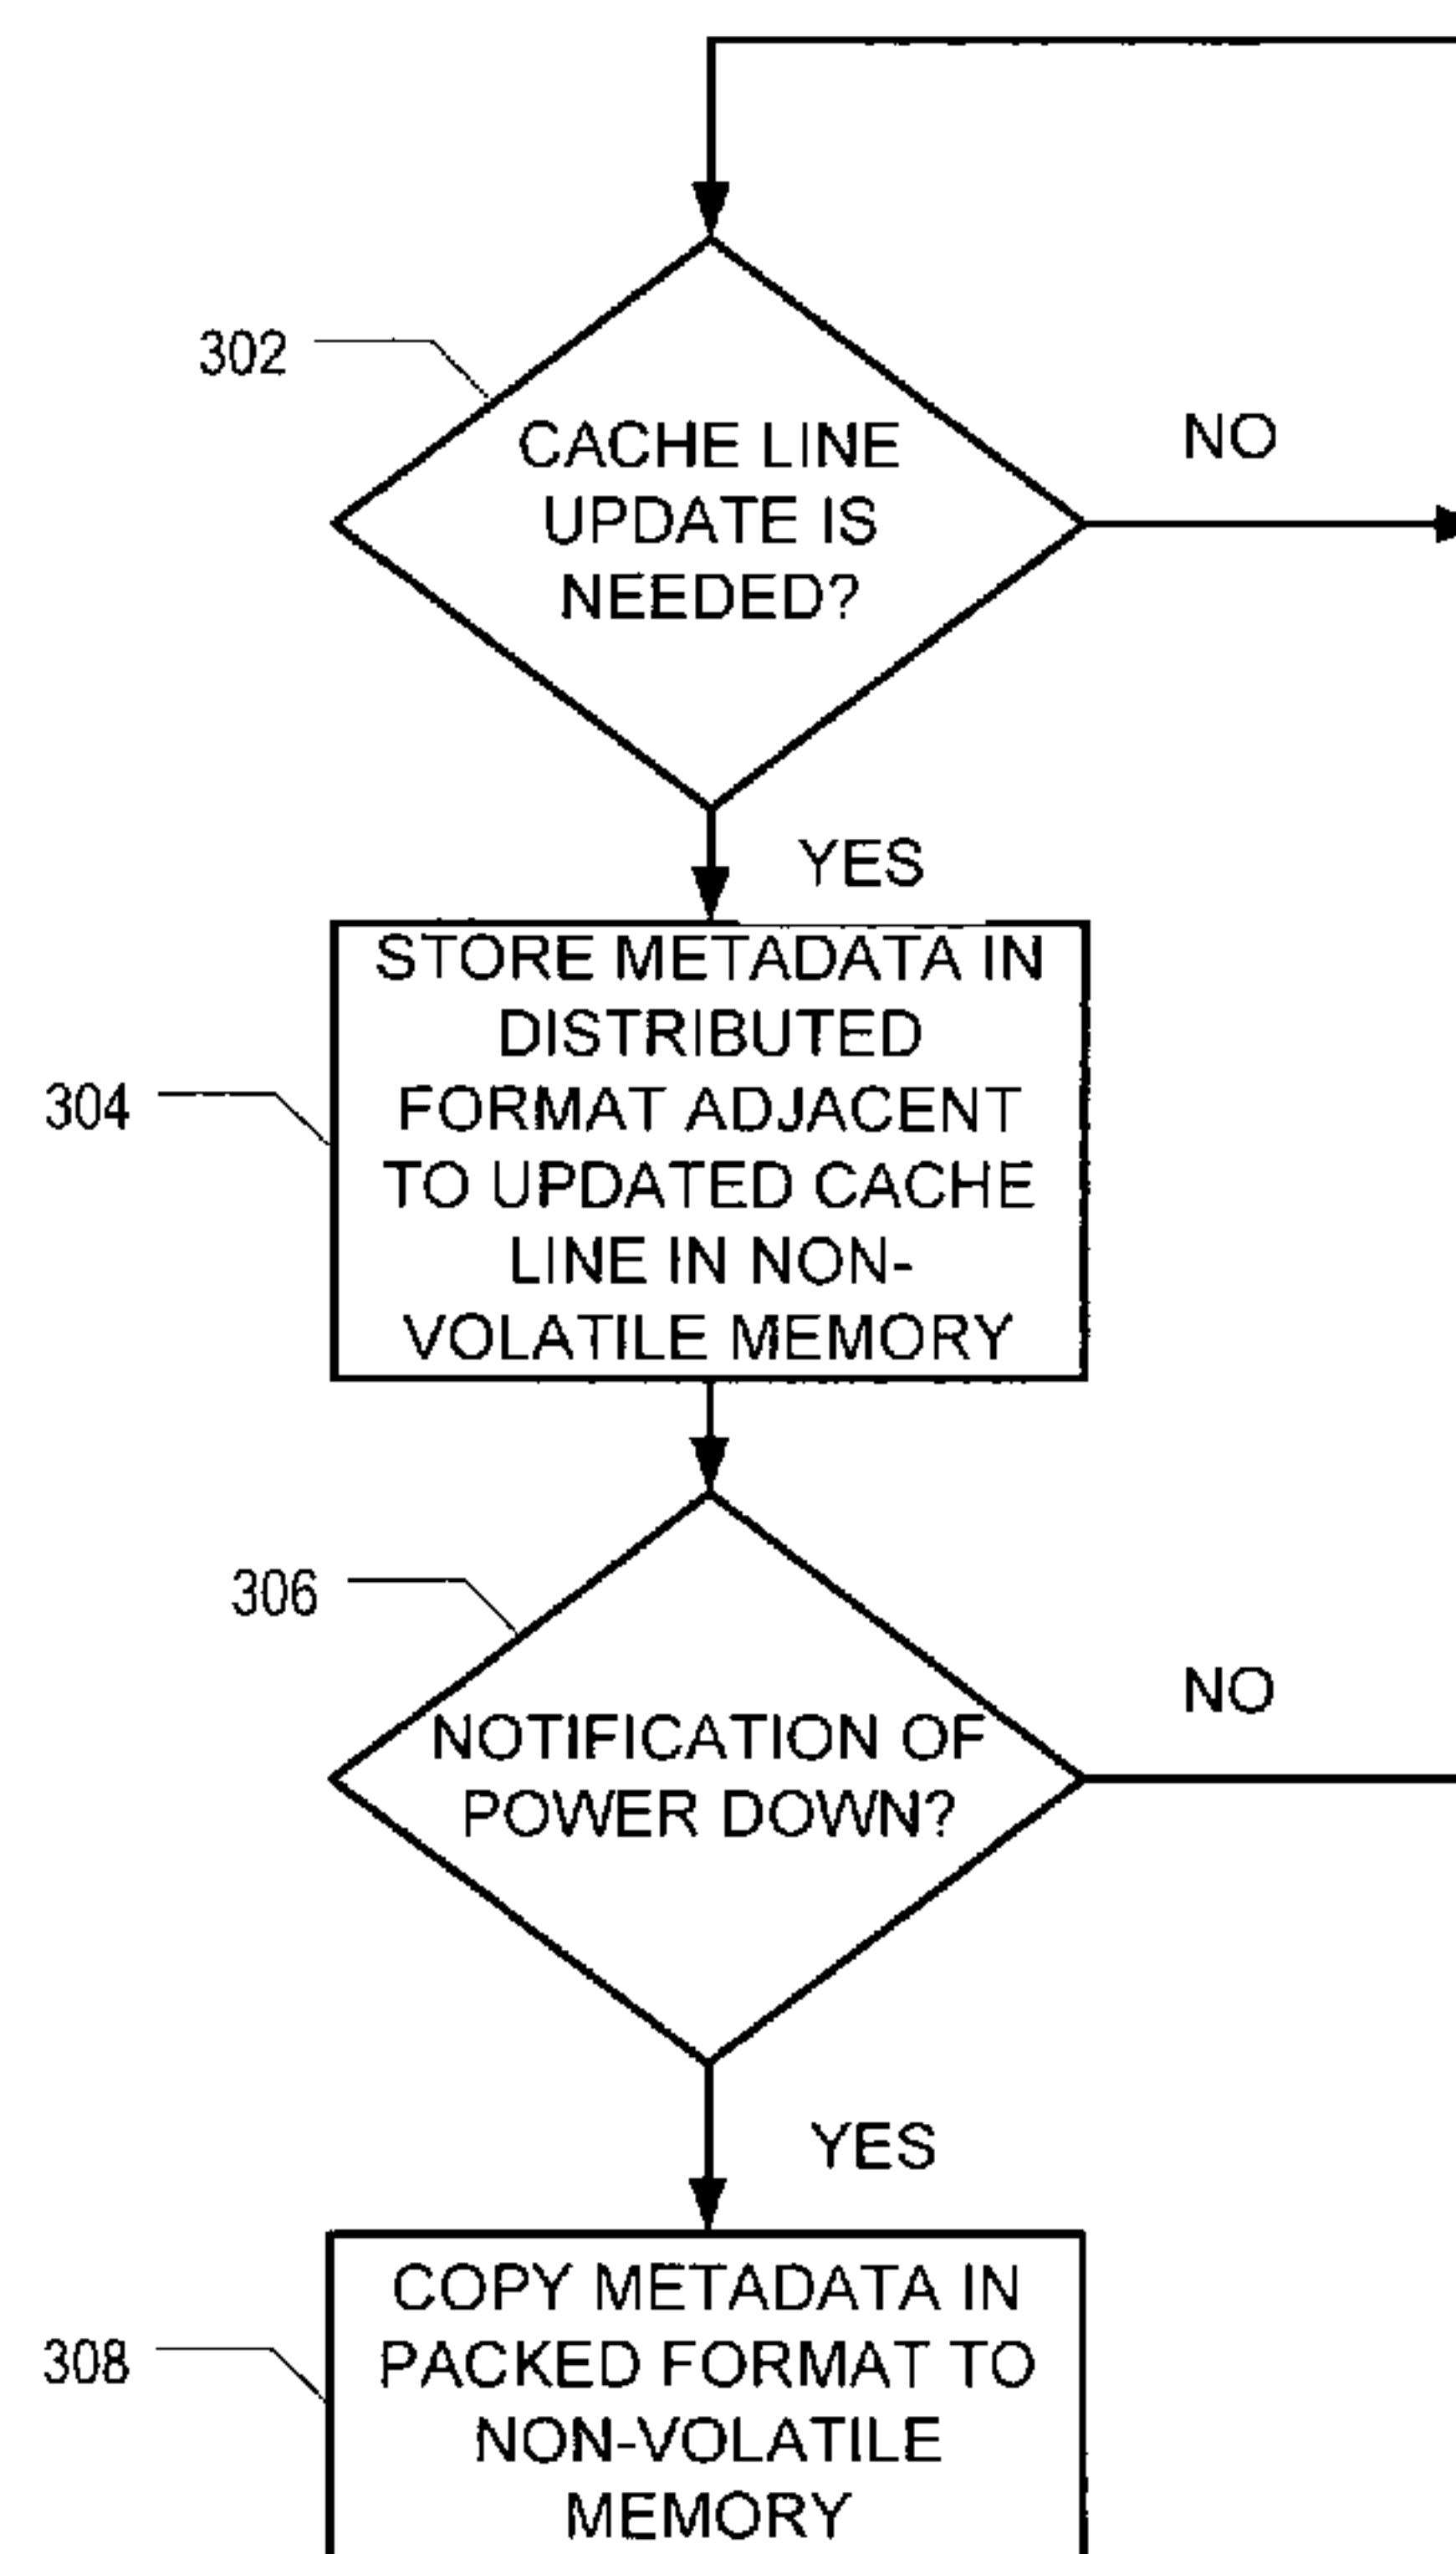 302
CACHE LINE
UPDATE IS
NEEDED?
NO
YES
304
STORE METADATA IN
DISTRIBUTED
FORMAT ADJACENT
TO UPDATED CACHE
LINE IN NON-
VOLATILE MEMORY
306
NOTIFICATION OF
POWER DOWN?
NO
YES
308
COPY METADATA IN
PACKED FORMAT TO
NON-VOLATILE
MEMORY